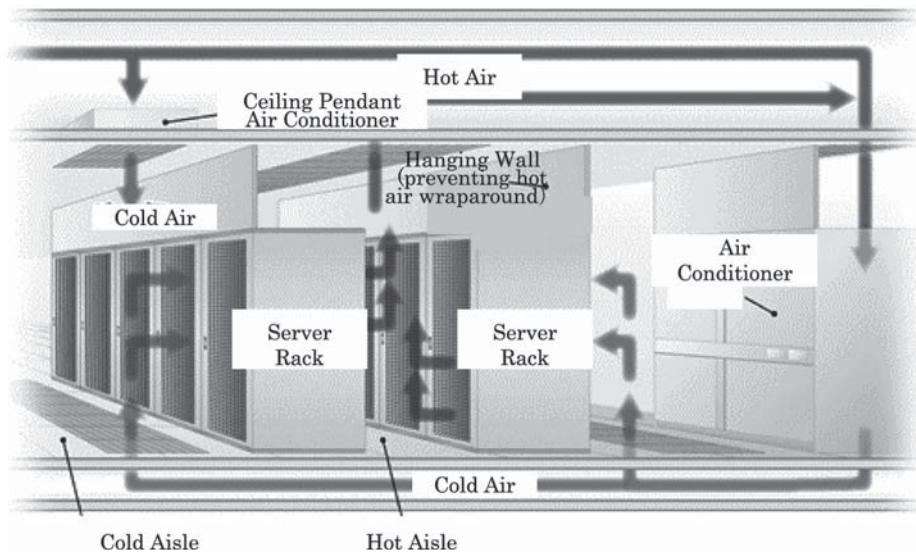 Hot Air
Ceiling Pendant
Air Conditioner
Hanging Wall
(preventing hot
air wraparound)
Cold Air
Air
Conditioner
Server
Rack
Server
Rack
Cold Air
Cold Aisle
Hot Aisle